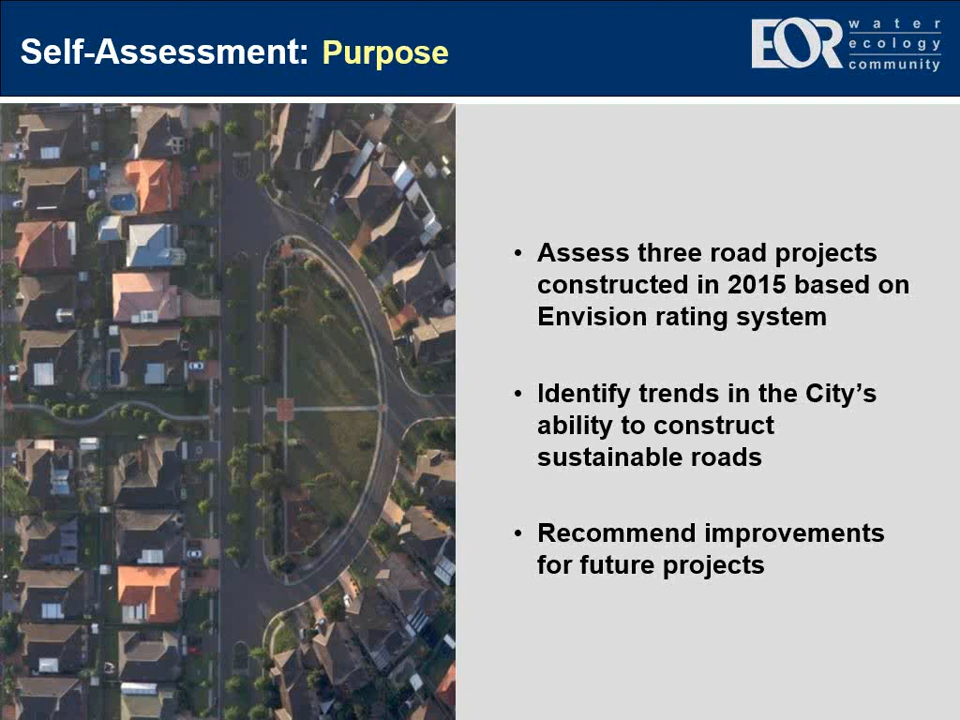 Self-Assessment: Purpose
EOR
water
ecology
community
• Assess three road projects
constructed in 2015 based on
Envision rating system
• Identify trends in the City’s
ability to construct
sustainable roads
• Recommend improvements
for future projects